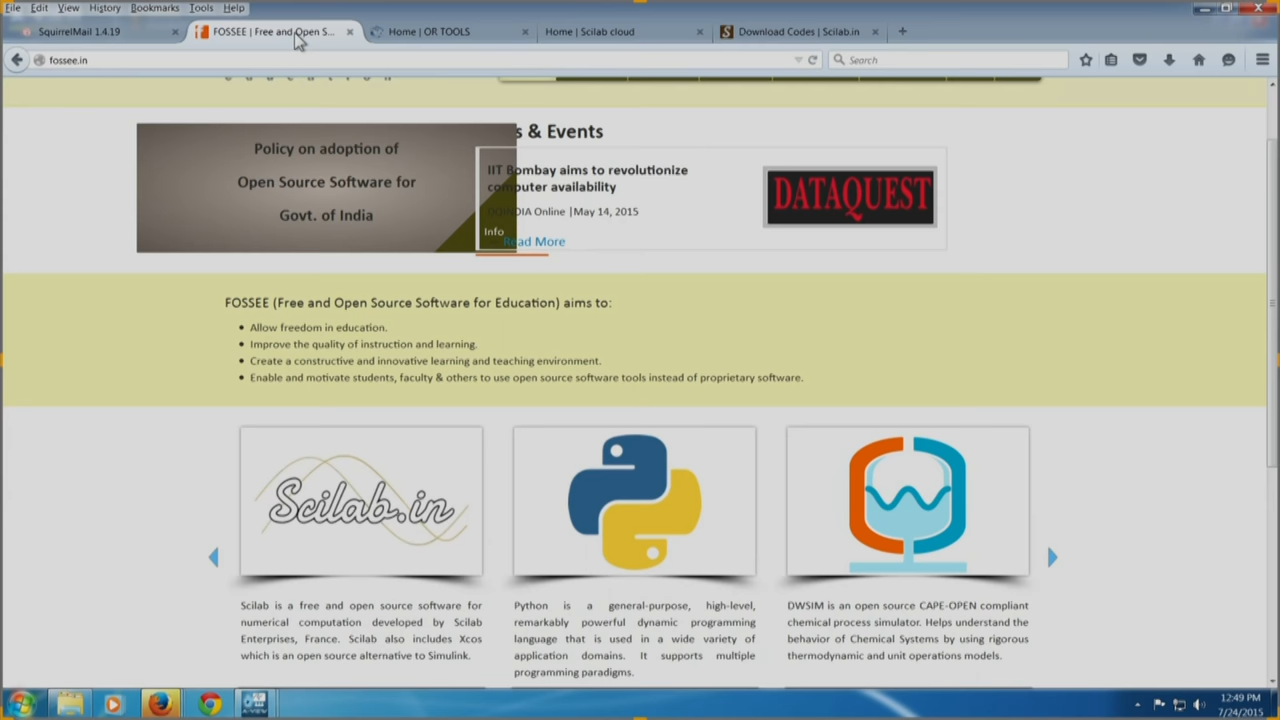 File Edit View History Bookmarks Tools Help
SquirrelMail 1.4.19
FOSSEE | Free and Open S...
Home | OR TOOLS
Home | Scilab cloud
Download Codes | Scilab.in
fossee.in
Search
Policy on adoption of
Open Source Software for
Govt. of India
s & Events
IIT Bombay aims to revolutionize
computer availability
Online |May 14, 2015
Info
Read More
DATAQUEST
FOSSEE (Free and Open Source Software for Education) aims to:
Allow freedom in education.
Improve the quality of instruction and learning.
Create a constructive and innovative learning and teaching environment.
Enable and motivate students, faculty & others to use open source software tools instead of proprietary software.
Scilab.in
Scilab is a free and open source software for
numerical computation developed by Scilab
Enterprises, France. Scilab also includes Xcos
which is an open source alternative to Simulink.
Python is a general-purpose, high-level,
remarkably powerful dynamic programming
language that is used in a wide variety of
application domains. It supports multiple
programming paradigms.
DWSIM is an open source CAPE-OPEN compliant
chemical process simulator. Helps understand the
behavior of Chemical Systems by using rigorous
thermodynamic and unit operations models.
12:49 PM
7/24/2015